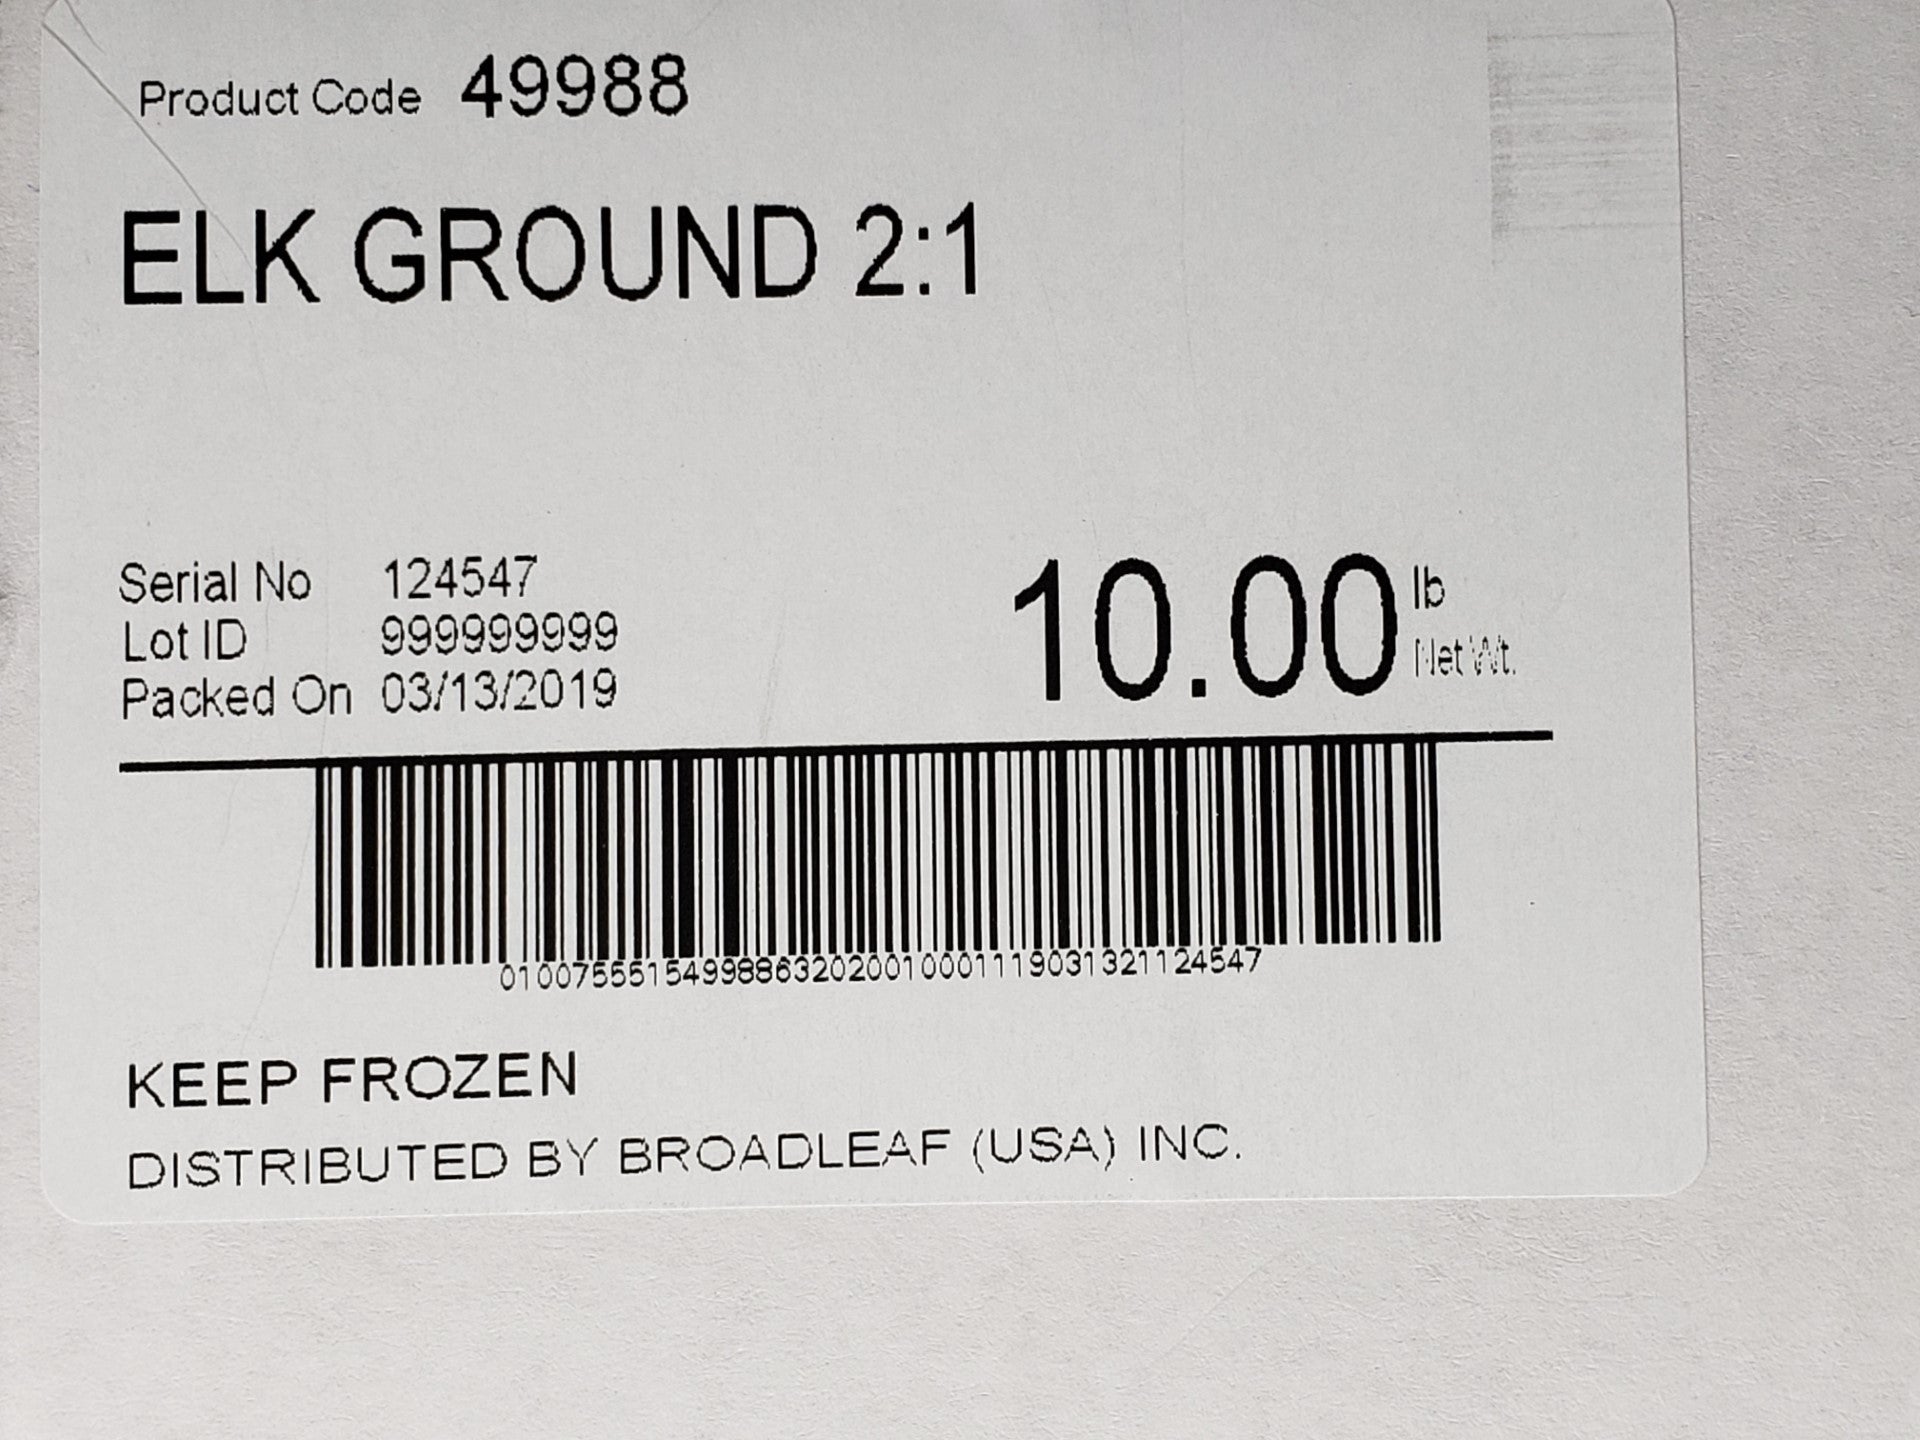 Product Code 49988
ELK GROUND 2:1
Serial No 124547
Lot ID 999999999
Packed On 03/13/2019
10.00 lb
Net Wt.
010075551549988632020010001119031321124547
KEEP FROZEN
DISTRIBUTED BY BROADLEAF (USA) INC.